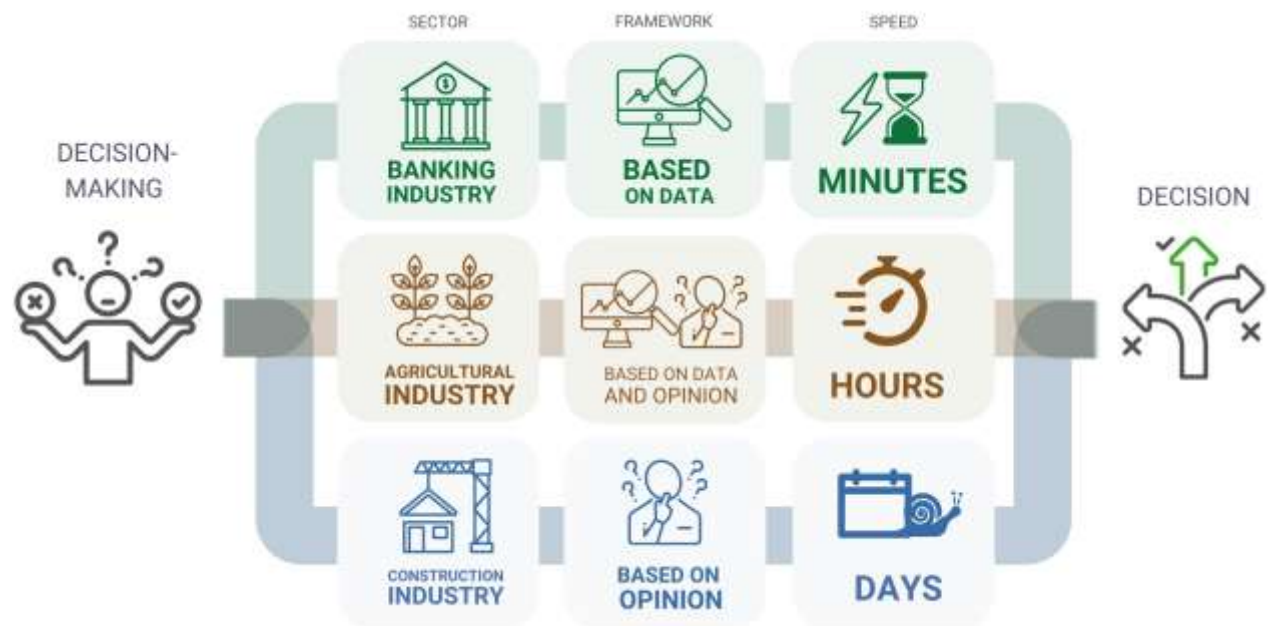 SECTOR
FRAMEWORK
SPEED
DECISION-
MAKING
BANKING
INDUSTRY
BASED
ON DATA
MINUTES
AGRICULTURAL
INDUSTRY
BASED ON DATA
AND OPINION
HOURS
CONSTRUCTION
INDUSTRY
BASED ON
OPINION
DAYS
DECISION